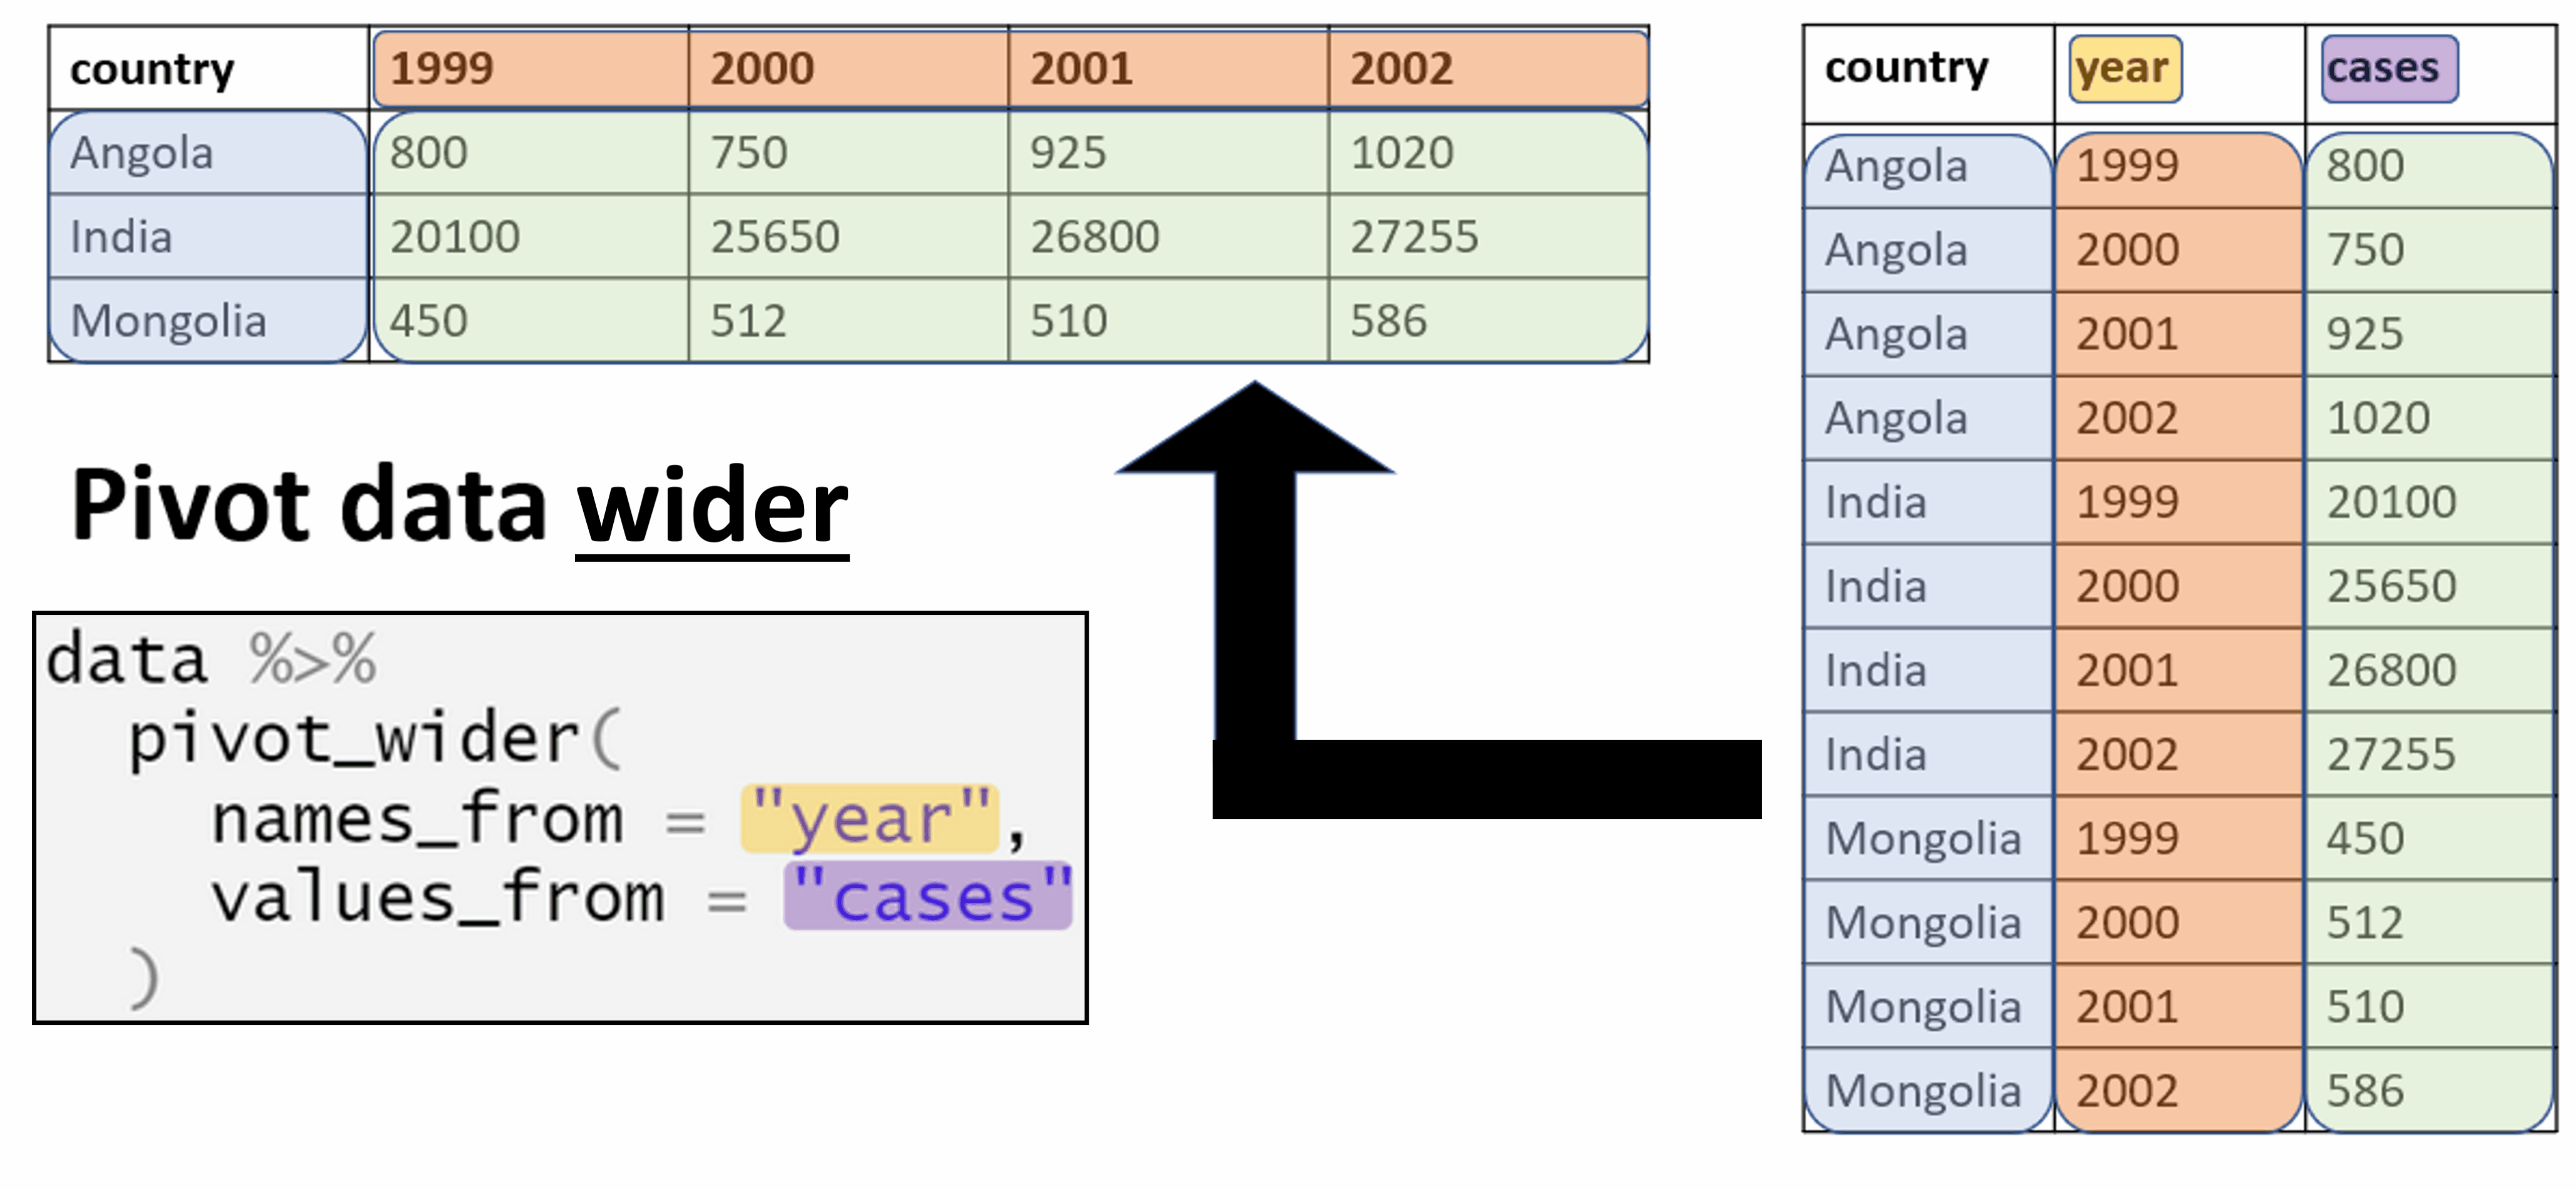 country 1999 2000 2001 2002
Angola 800 750 925 1020
India 20100 25650 26800 27255
Mongolia 450 512 510 586
Pivot data wider
data %>%
pivot_wider(
names_from = "year",
values_from = "cases"
)
country year cases
Angola 1999 800
Angola 2000 750
Angola 2001 925
Angola 2002 1020
India 1999 20100
India 2000 25650
India 2001 26800
India 2002 27255
Mongolia 1999 450
Mongolia 2000 512
Mongolia 2001 510
Mongolia 2002 586